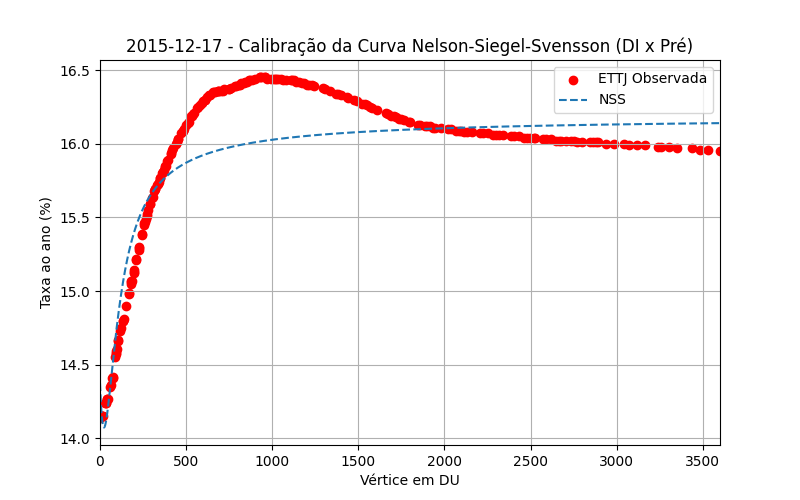 2015-12-17 - Calibração da Curva Nelson-Siegel-Svensson (DI x Pré)
ETTJ Observada
NSS
Taxa ao ano (%)
16.5
16.0
15.5
15.0
14.5
14.0
0 500 1000 1500 2000 2500 3000 3500
Vértice em DU